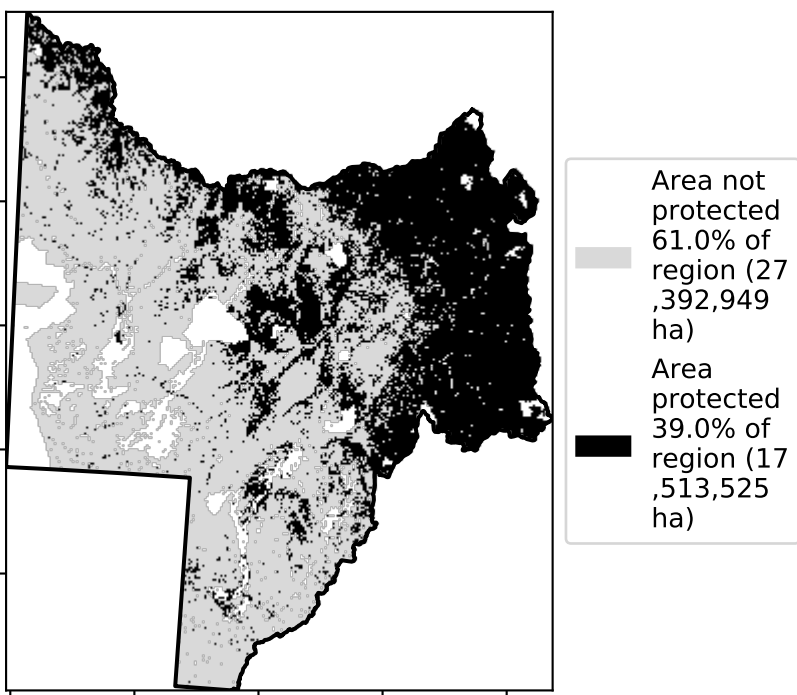 Area not
protected
61.0% of
region (27
,392,949
ha)
Area
protected
39.0% of
region (17
,513,525
ha)